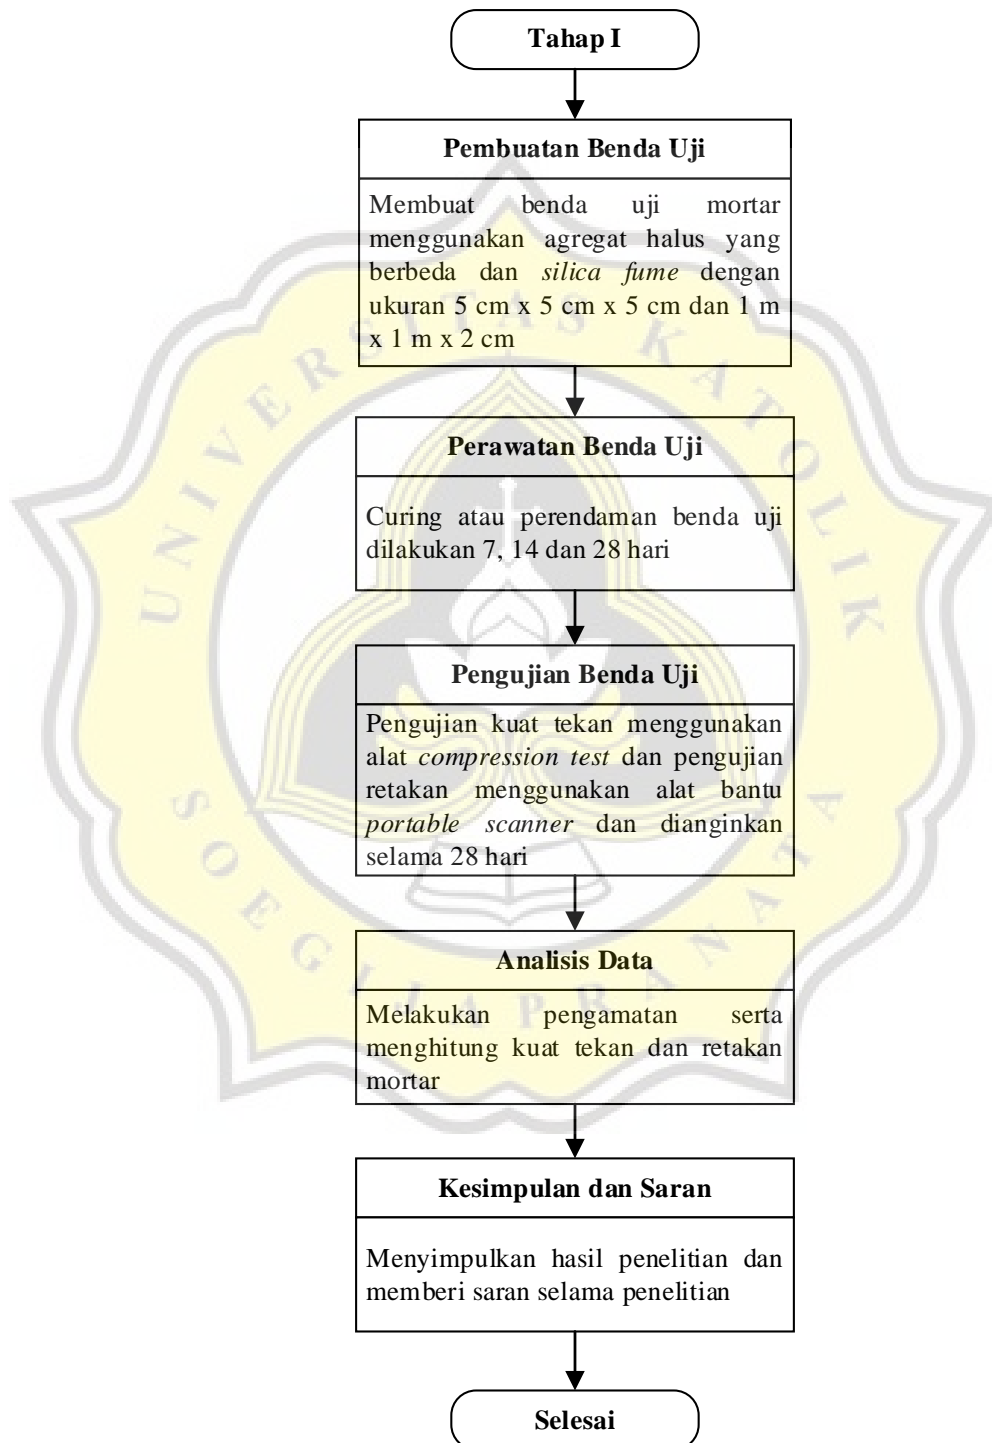 Tahap I
Pembuatan Benda Uji
Membuat benda uji mortar
menggunakan agregat halus yang
berbeda dan silica fume dengan
ukuran 5 cm x 5 cm x 5 cm dan 1 m
x 1 m x 2 cm
Perawatan Benda Uji
Curing atau perendaman benda uji
dilakukan 7, 14 dan 28 hari
Pengujian Benda Uji
Pengujian kuat tekan menggunakan
alat compression test dan pengujian
retakan menggunakan alat bantu
portable scanner dan dianginkan
selama 28 hari
Analisis Data
Melakukan pengamatan serta
menghitung kuat tekan dan retakan
mortar
Kesimpulan dan Saran
Menyimpulkan hasil penelitian dan
memberi saran selama penelitian
Selesai
UNIVERSITAS KATOLIK
SOEGIJAPRANATA